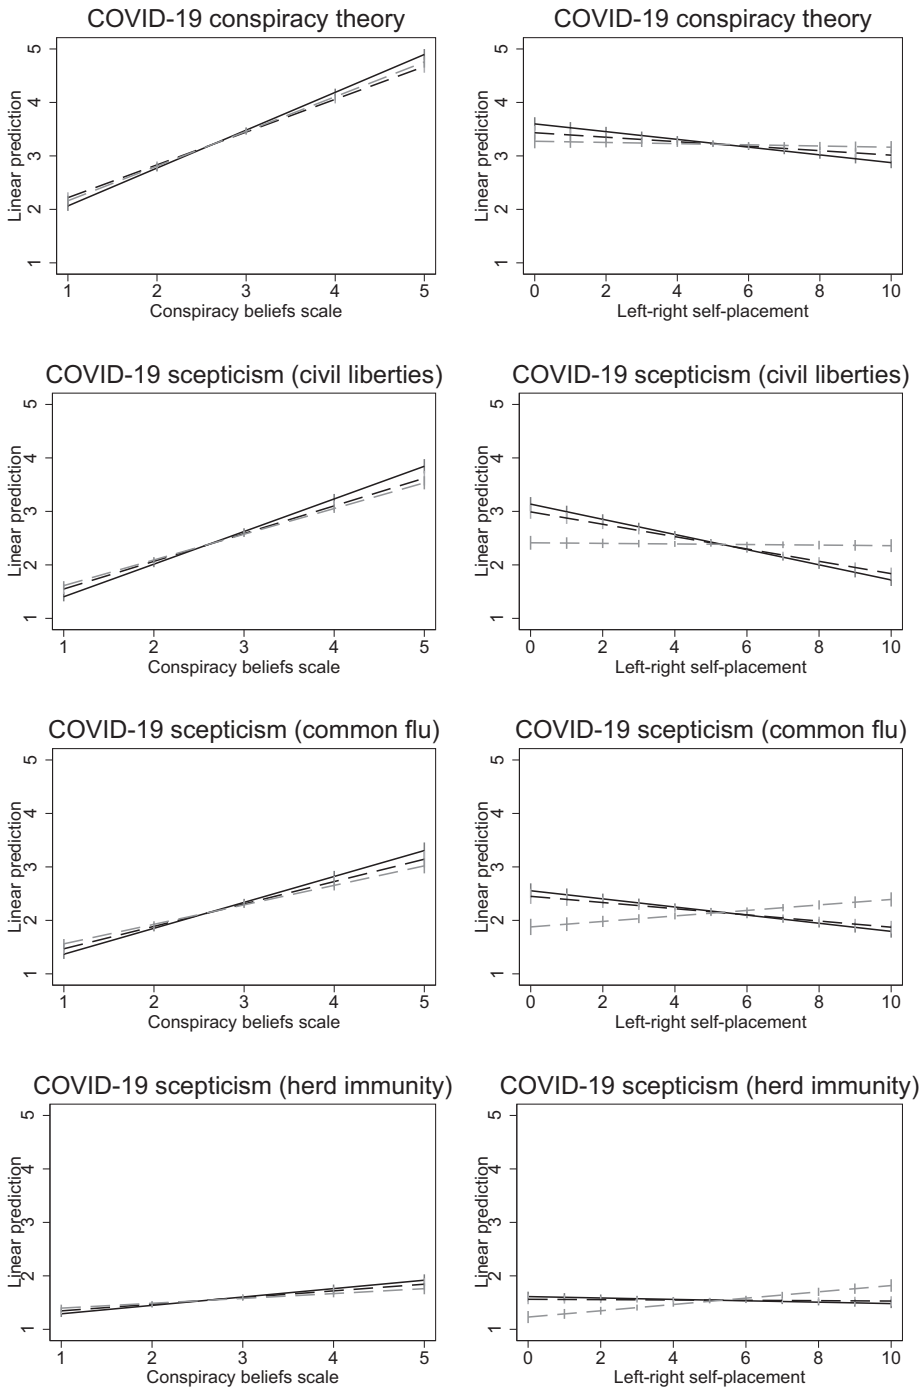 COVID-19 conspiracy theory
5
4
3
2
1
Linear prediction
1 2 3 4 5
Conspiracy beliefs scale
COVID-19 conspiracy theory
5
4
3
2
1
Linear prediction
0 2 4 6 8 10
Left-right self-placement
COVID-19 scepticism (civil liberties)
5
4
3
2
1
Linear prediction
1 2 3 4 5
Conspiracy beliefs scale
COVID-19 scepticism (civil liberties)
5
4
3
2
1
Linear prediction
0 2 4 6 8 10
Left-right self-placement
COVID-19 scepticism (common flu)
5
4
3
2
1
Linear prediction
1 2 3 4 5
Conspiracy beliefs scale
COVID-19 scepticism (common flu)
5
4
3
2
1
Linear prediction
0 2 4 6 8 10
Left-right self-placement
COVID-19 scepticism (herd immunity)
5
4
3
2
1
Linear prediction
1 2 3 4 5
Conspiracy beliefs scale
COVID-19 scepticism (herd immunity)
5
4
3
2
1
Linear prediction
0 2 4 6 8 10
Left-right self-placement